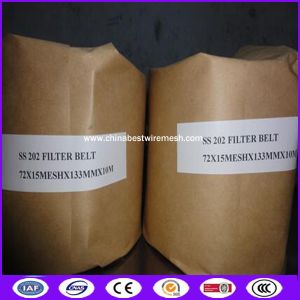 www.chinabestwiremesh.com
SS 202 FILTER BELT
72X15MESHX133MMX10M
SS 202 FILTER BELT
72X15MESHX133MMX10M